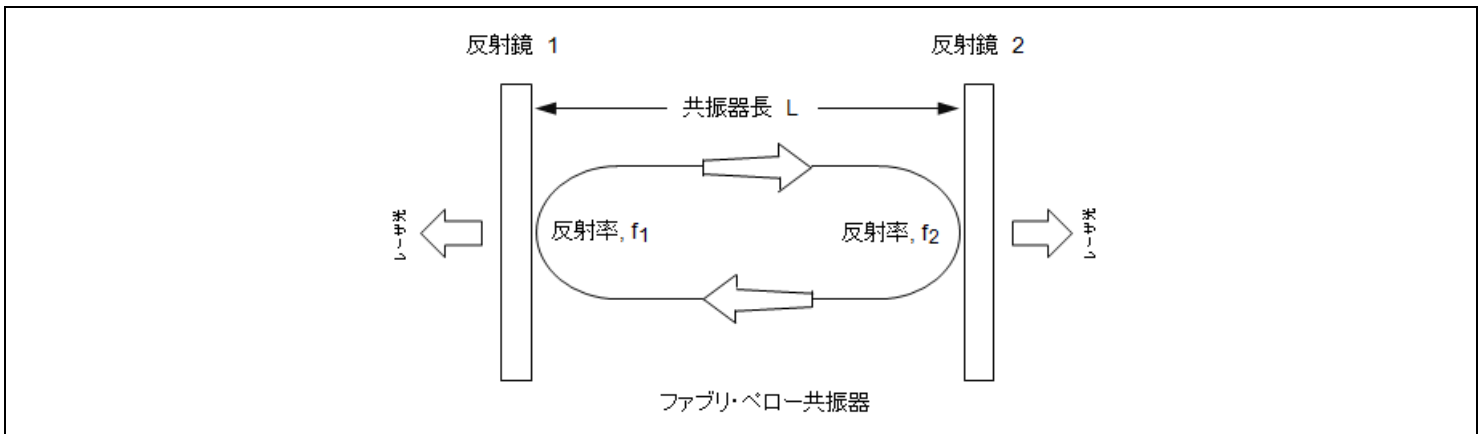 反射鏡 1
反射鏡 2
共振器長 L
レーザ光
反射率, f1
反射率, f2
レーザ光
ファブリ・ペロー共振器